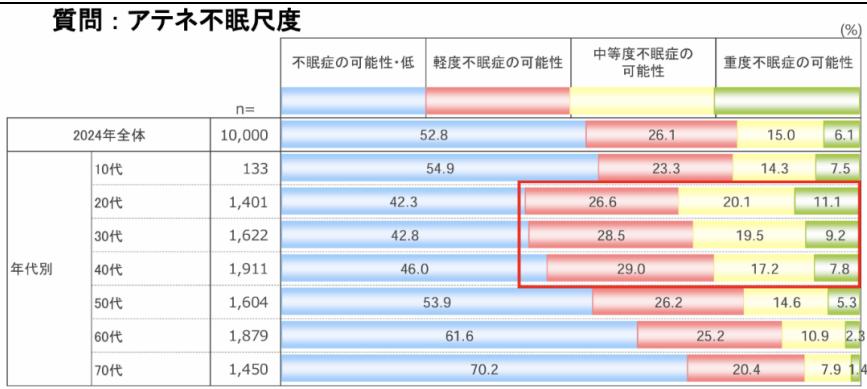 質問：アテネ不眠尺度
(%)
不眠症の可能性・低 軽度不眠症の可能性 中等度不眠症の可能性 重度不眠症の可能性
n=
2024年全体 10,000 52.8 26.1 15.0 6.1
年代別
10代 133 54.9 23.3 14.3 7.5
20代 1,401 42.3 26.6 20.1 11.1
30代 1,622 42.8 28.5 19.5 9.2
40代 1,911 46.0 29.0 17.2 7.8
50代 1,604 53.9 26.2 14.6 5.3
60代 1,879 61.6 25.2 10.9 2.3
70代 1,450 70.2 20.4 7.9 1.4